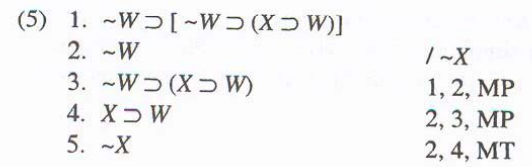 (5) 1. ~W ⊃ [ ~W ⊃ (X ⊃ W)]
2. ~W / ~X
3. ~W ⊃ (X ⊃ W) 1, 2, MP
4. X ⊃ W 2, 3, MP
5. ~X 2, 4, MT